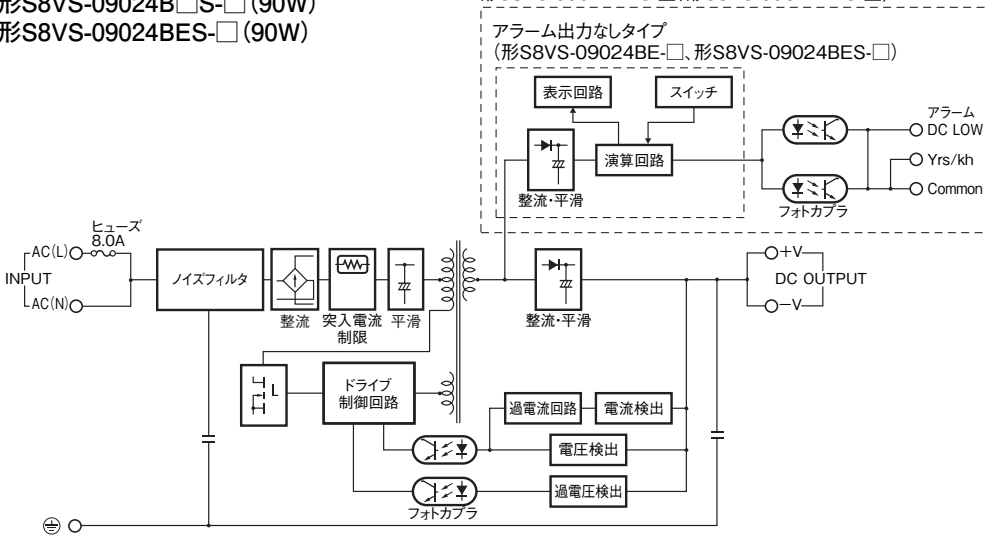 形S8VS-09024B□S-□ (90W)
形S8VS-09024BES-□ (90W)
アラーム出力なしタイプ
(形S8VS-09024BE-□、形S8VS-09024BES-□)
表示回路
スイッチ
整流・平滑
演算回路
フォトカプラ
アラーム
DC LOW
Yrs/kh
Common
ヒューズ
8.0A
AC(L)
INPUT
AC(N)
ノイズフィルタ
整流
突入電流
制限
平滑
整流・平滑
+V
DC OUTPUT
−V
L
ドライブ
制御回路
過電流回路
電流検出
電圧検出
過電圧検出
フォトカプラ